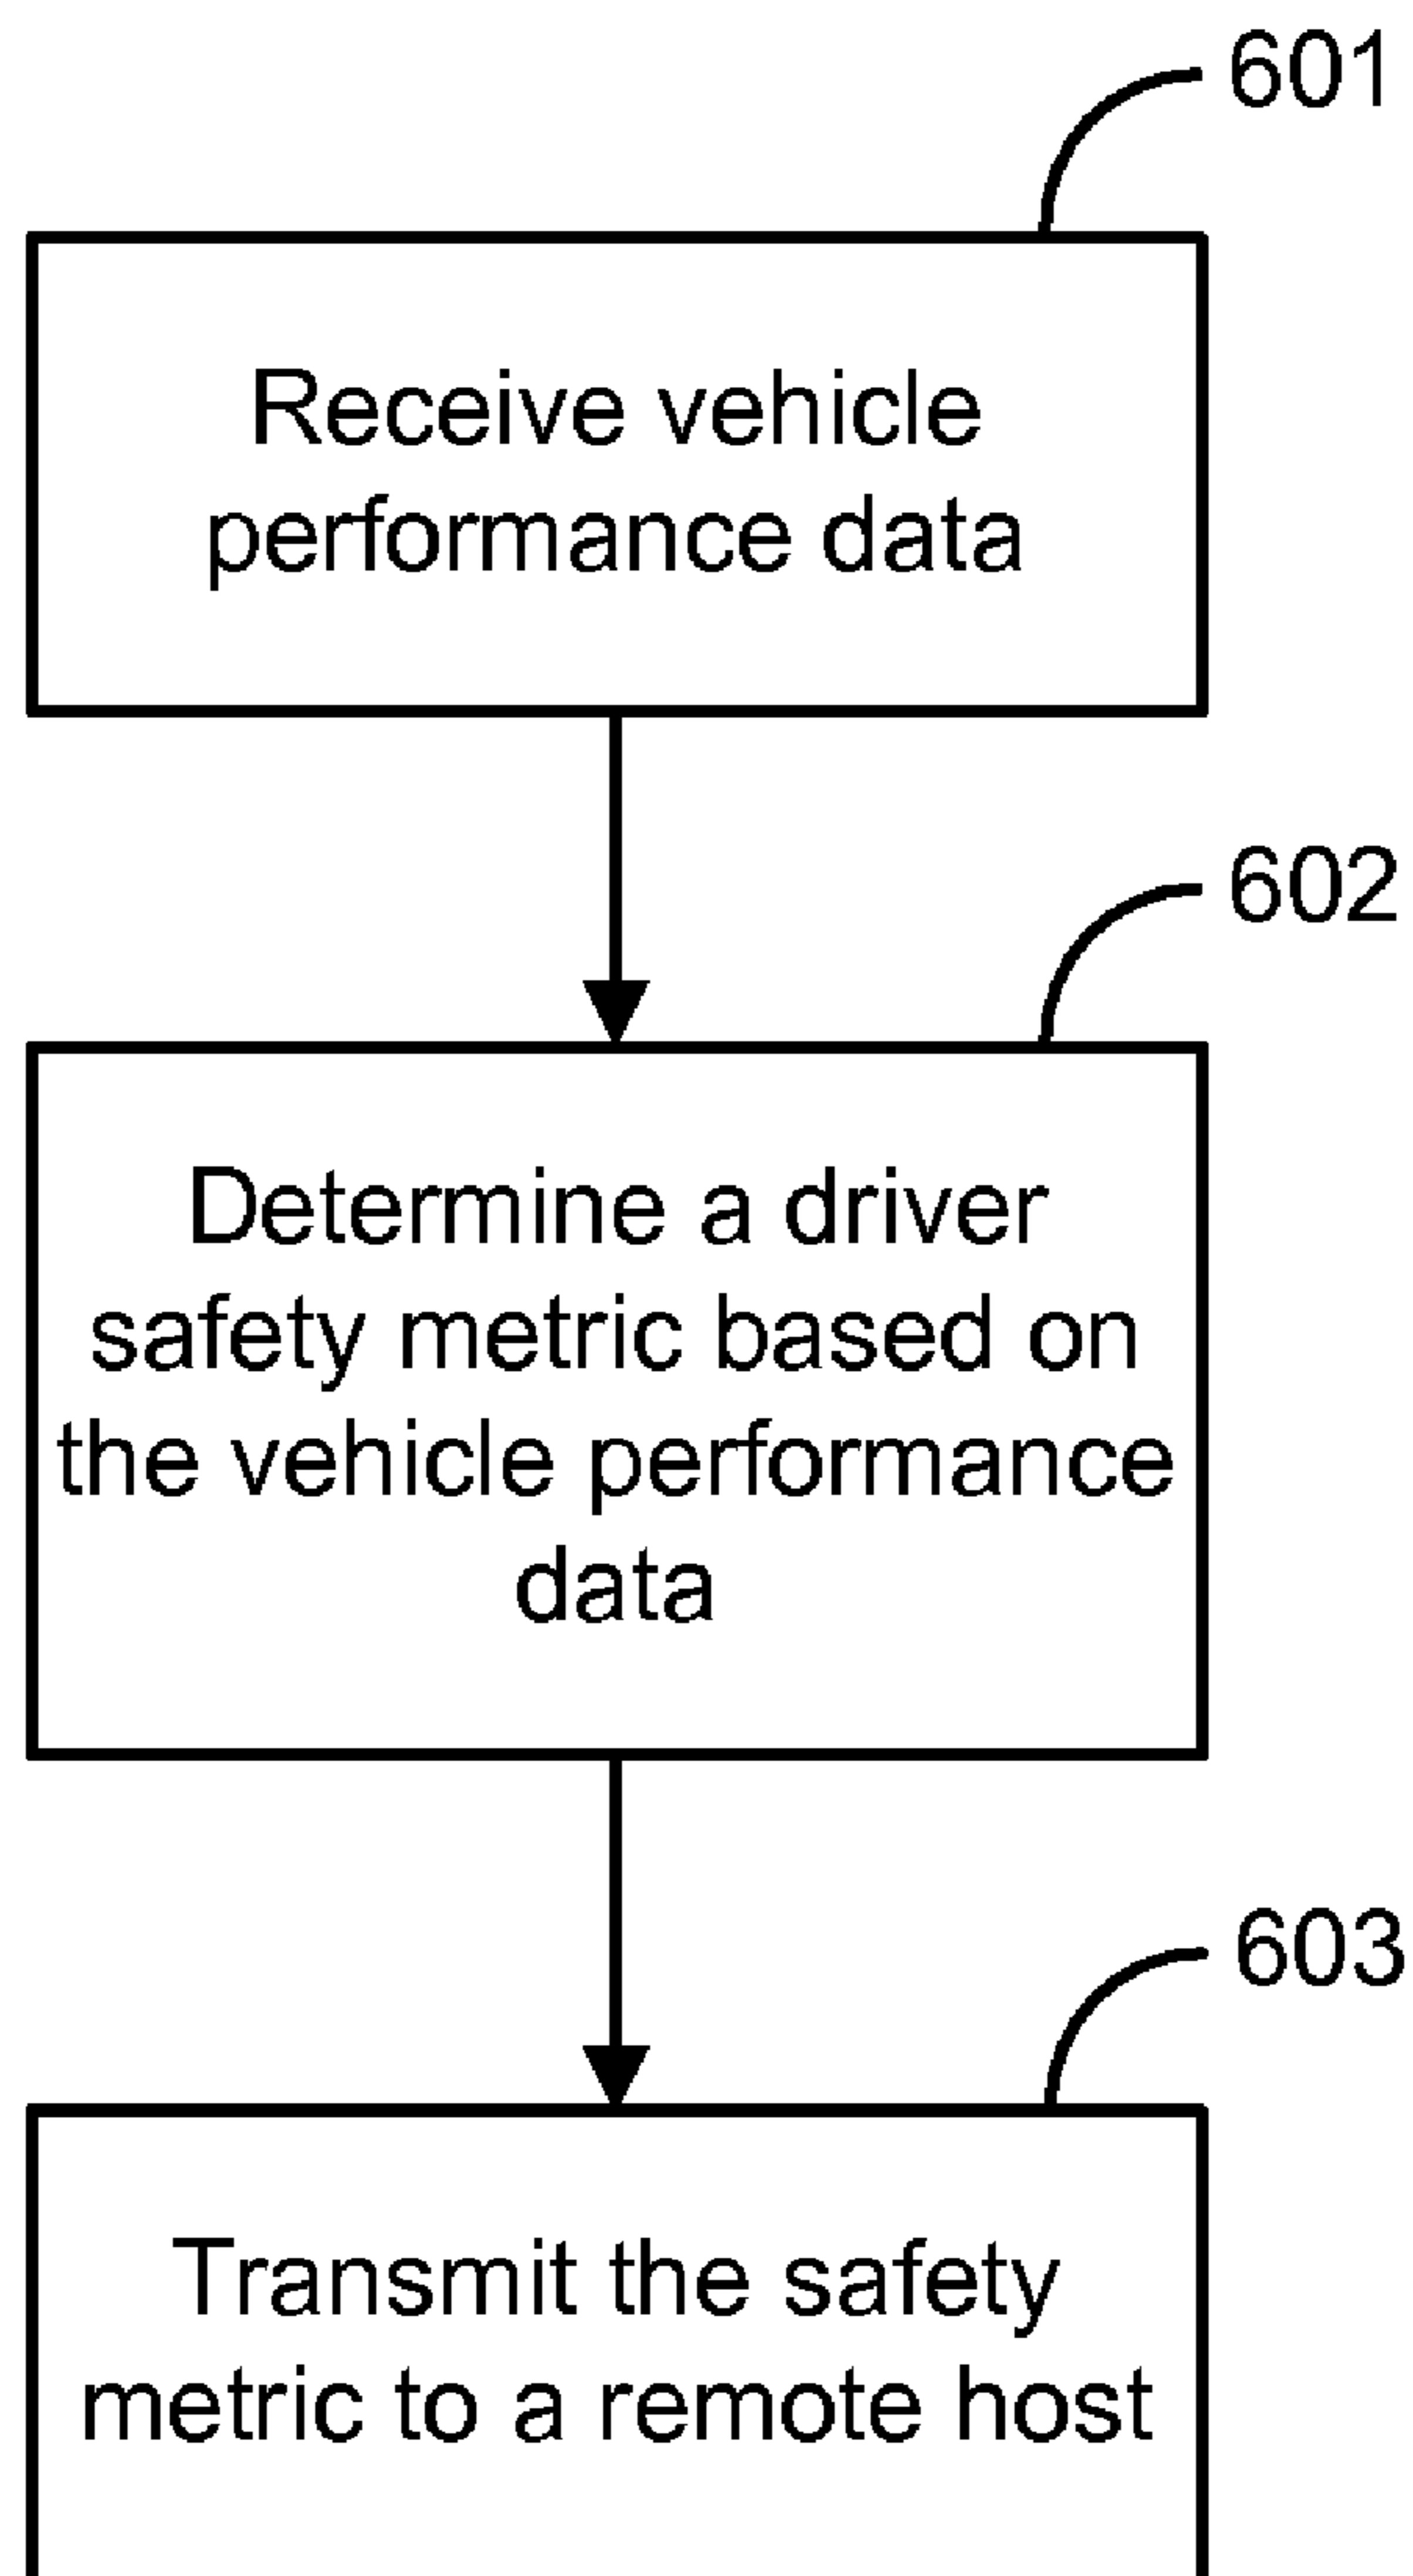 601
Receive vehicle
performance data
602
Determine a driver
safety metric based on
the vehicle performance
data
603
Transmit the safety
metric to a remote host